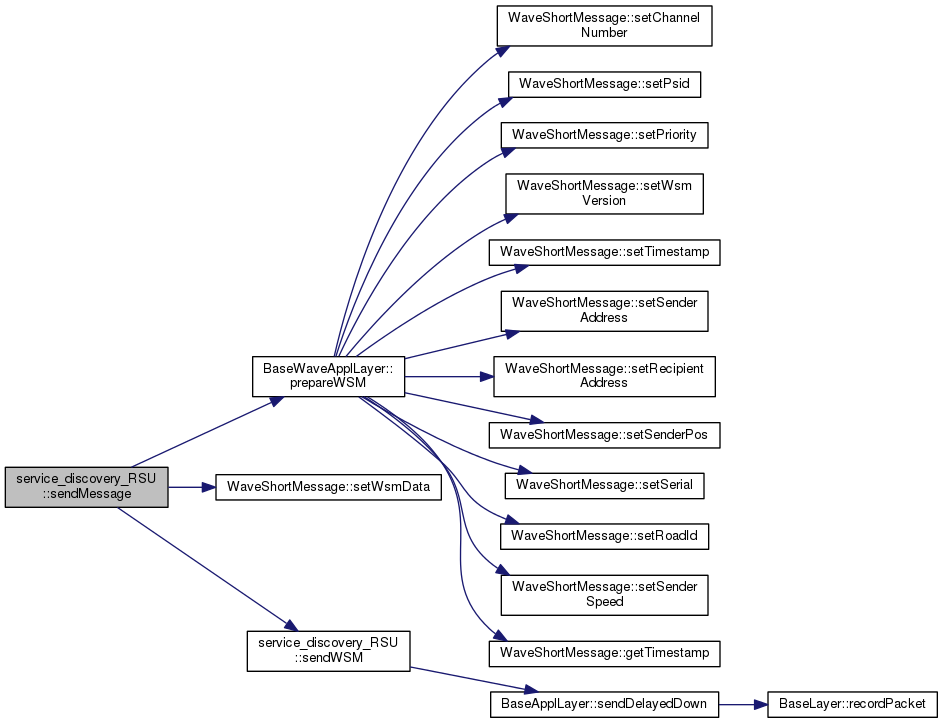 WaveShortMessage::setChannel
Number
WaveShortMessage::setPsid
WaveShortMessage::setPriority
WaveShortMessage::setWsm
Version
WaveShortMessage::setTimestamp
WaveShortMessage::setSender
Address
BaseWaveApplLayer::
prepareWSM
WaveShortMessage::setRecipient
Address
WaveShortMessage::setSenderPos
service_discovery_RSU
::sendMessage
WaveShortMessage::setWsmData
WaveShortMessage::setSerial
WaveShortMessage::setRoadId
WaveShortMessage::setSender
Speed
service_discovery_RSU
::sendWSM
WaveShortMessage::getTimestamp
BaseApplLayer::sendDelayedDown
BaseLayer::recordPacket